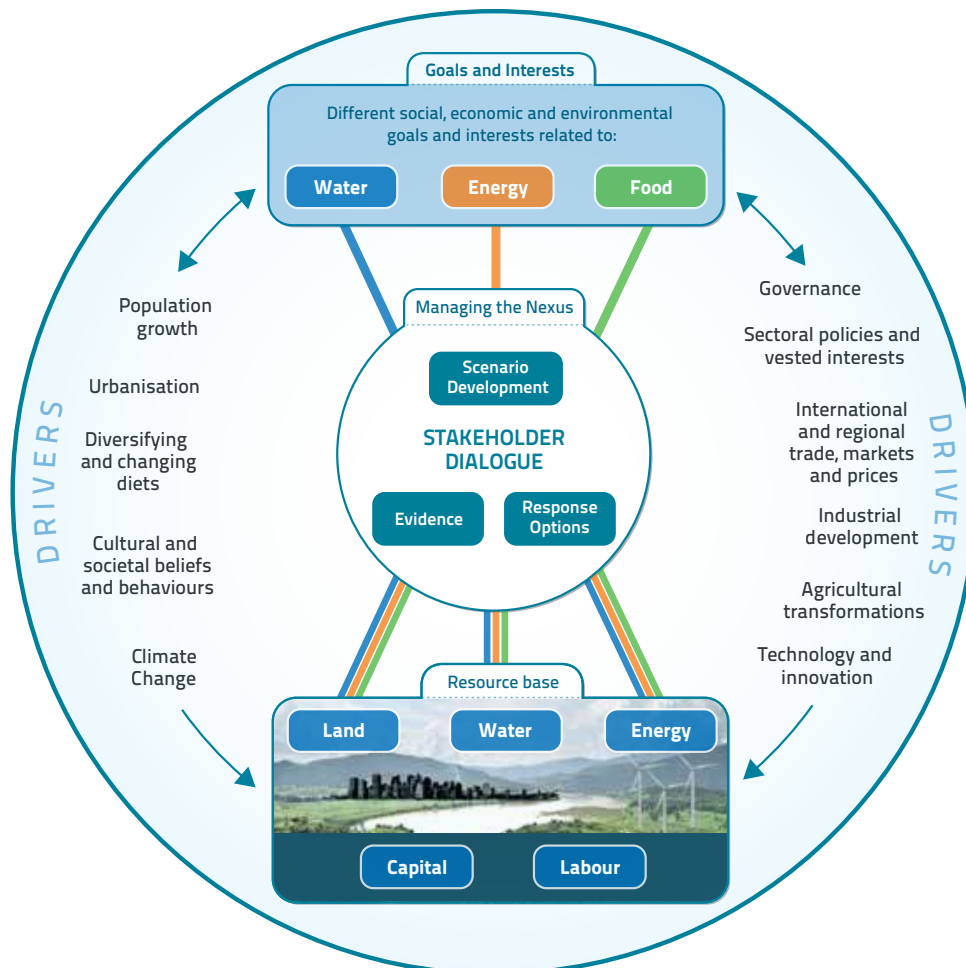 Goals and Interests
Different social, economic and environmental
goals and interests related to:
Water
Energy
Food
Managing the Nexus
Scenario
Development
STAKEHOLDER
DIALOGUE
Evidence
Response
Options
DRIVERS
Population
growth
Urbanisation
Diversifying
and changing
diets
Cultural and
societal beliefs
and behaviours
Climate
Change
Governance
Sectoral policies and
vested interests
International
and regional
trade, markets
and prices
Industrial
development
Agricultural
transformations
Technology and
innovation
DRIVERS
Resource base
Land
Water
Energy
Capital
Labour